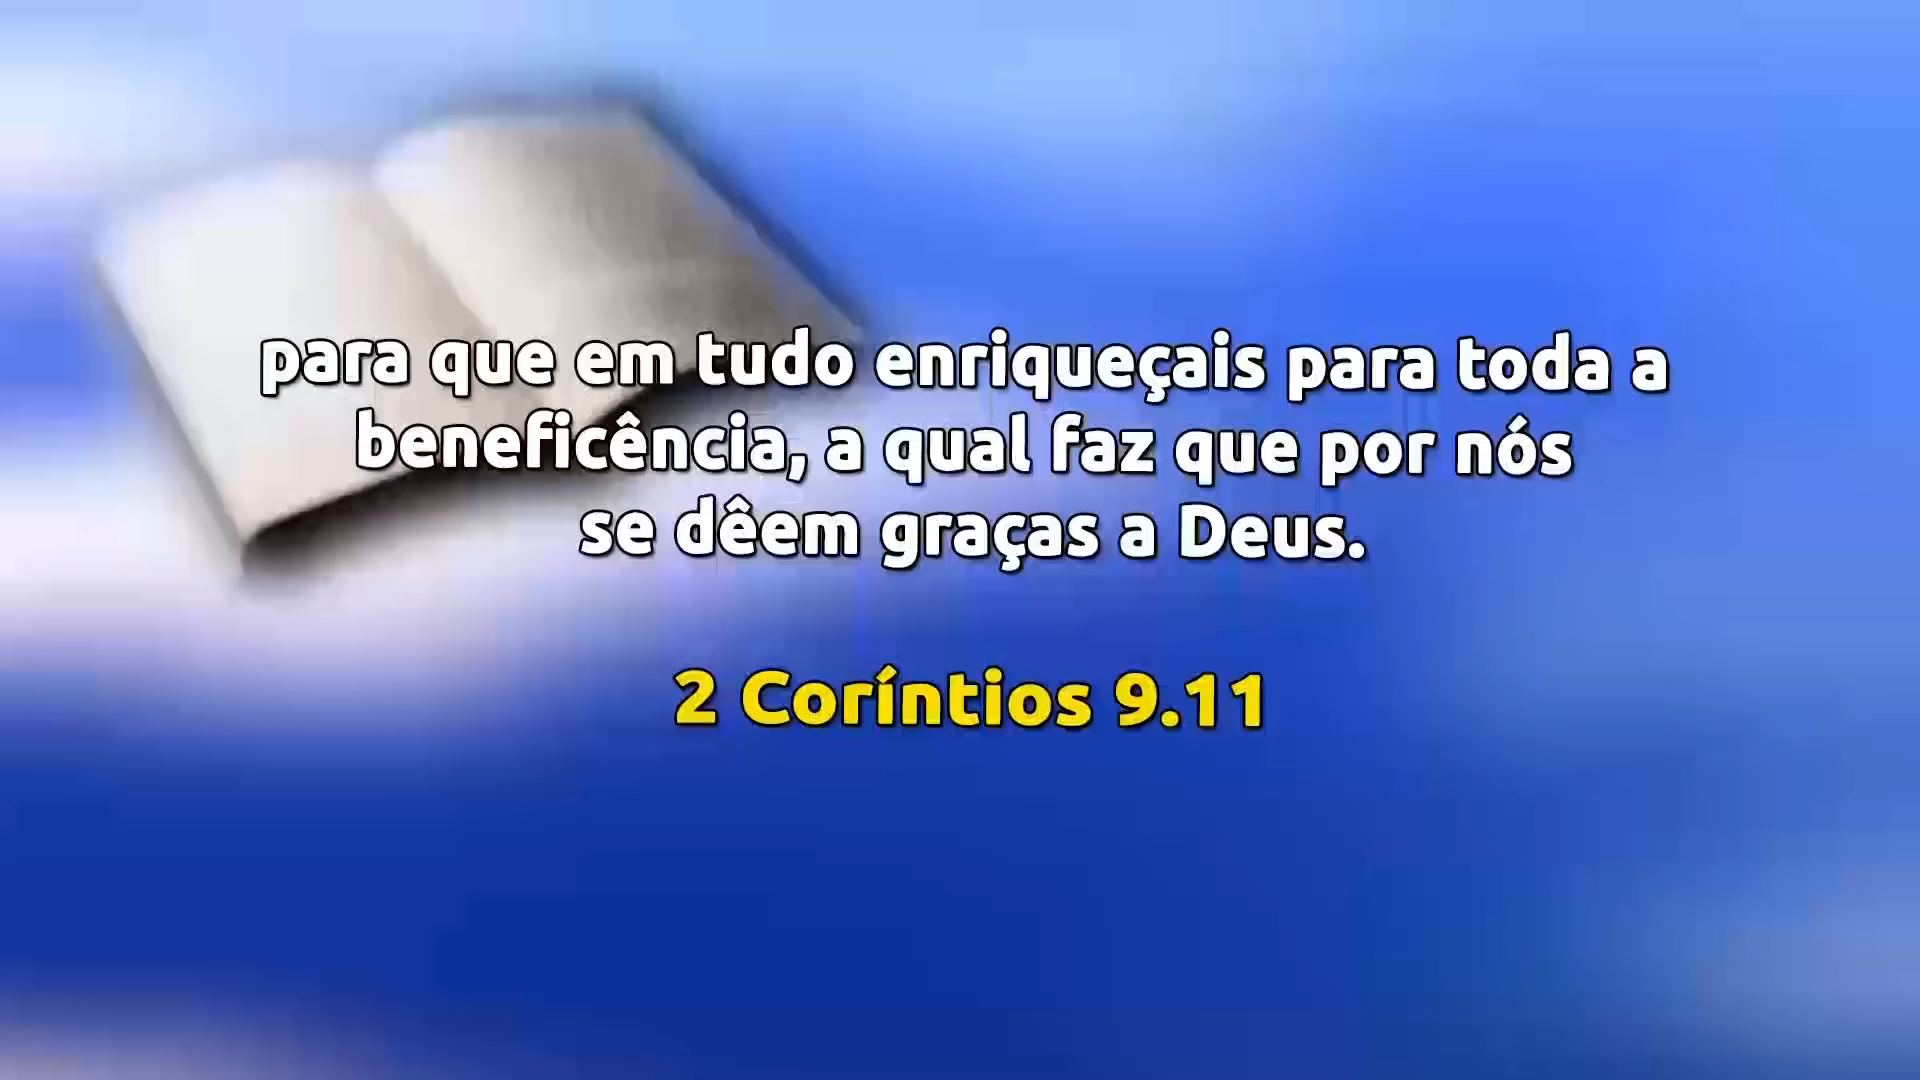 para que em tudo enriqueçais para toda a
beneficência, a qual faz que por nós
se dêem graças a Deus.
2 Coríntios 9.11